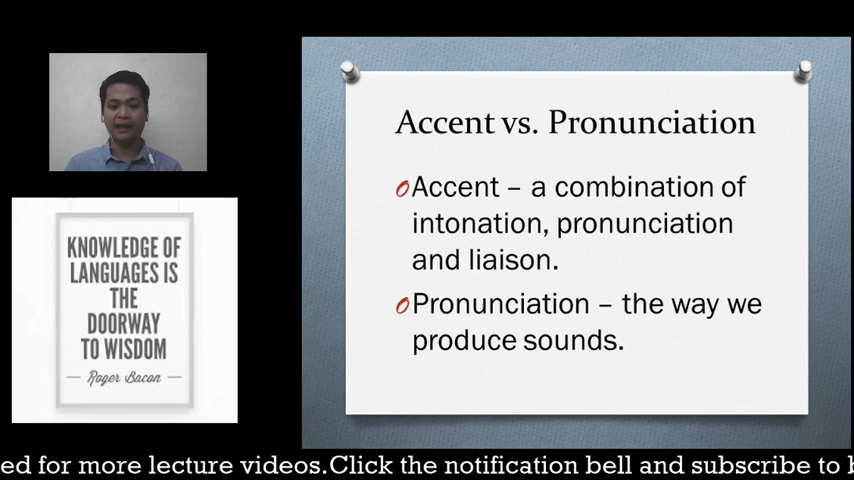 Accent vs. Pronunciation
Accent – a combination of
intonation, pronunciation
and liaison.
Pronunciation – the way we
produce sounds.
KNOWLEDGE OF
LANGUAGES IS
THE
DOORWAY
TO WISDOM
Roger Bacon
ed for more lecture videos.Click the notification bell and subscribe to b